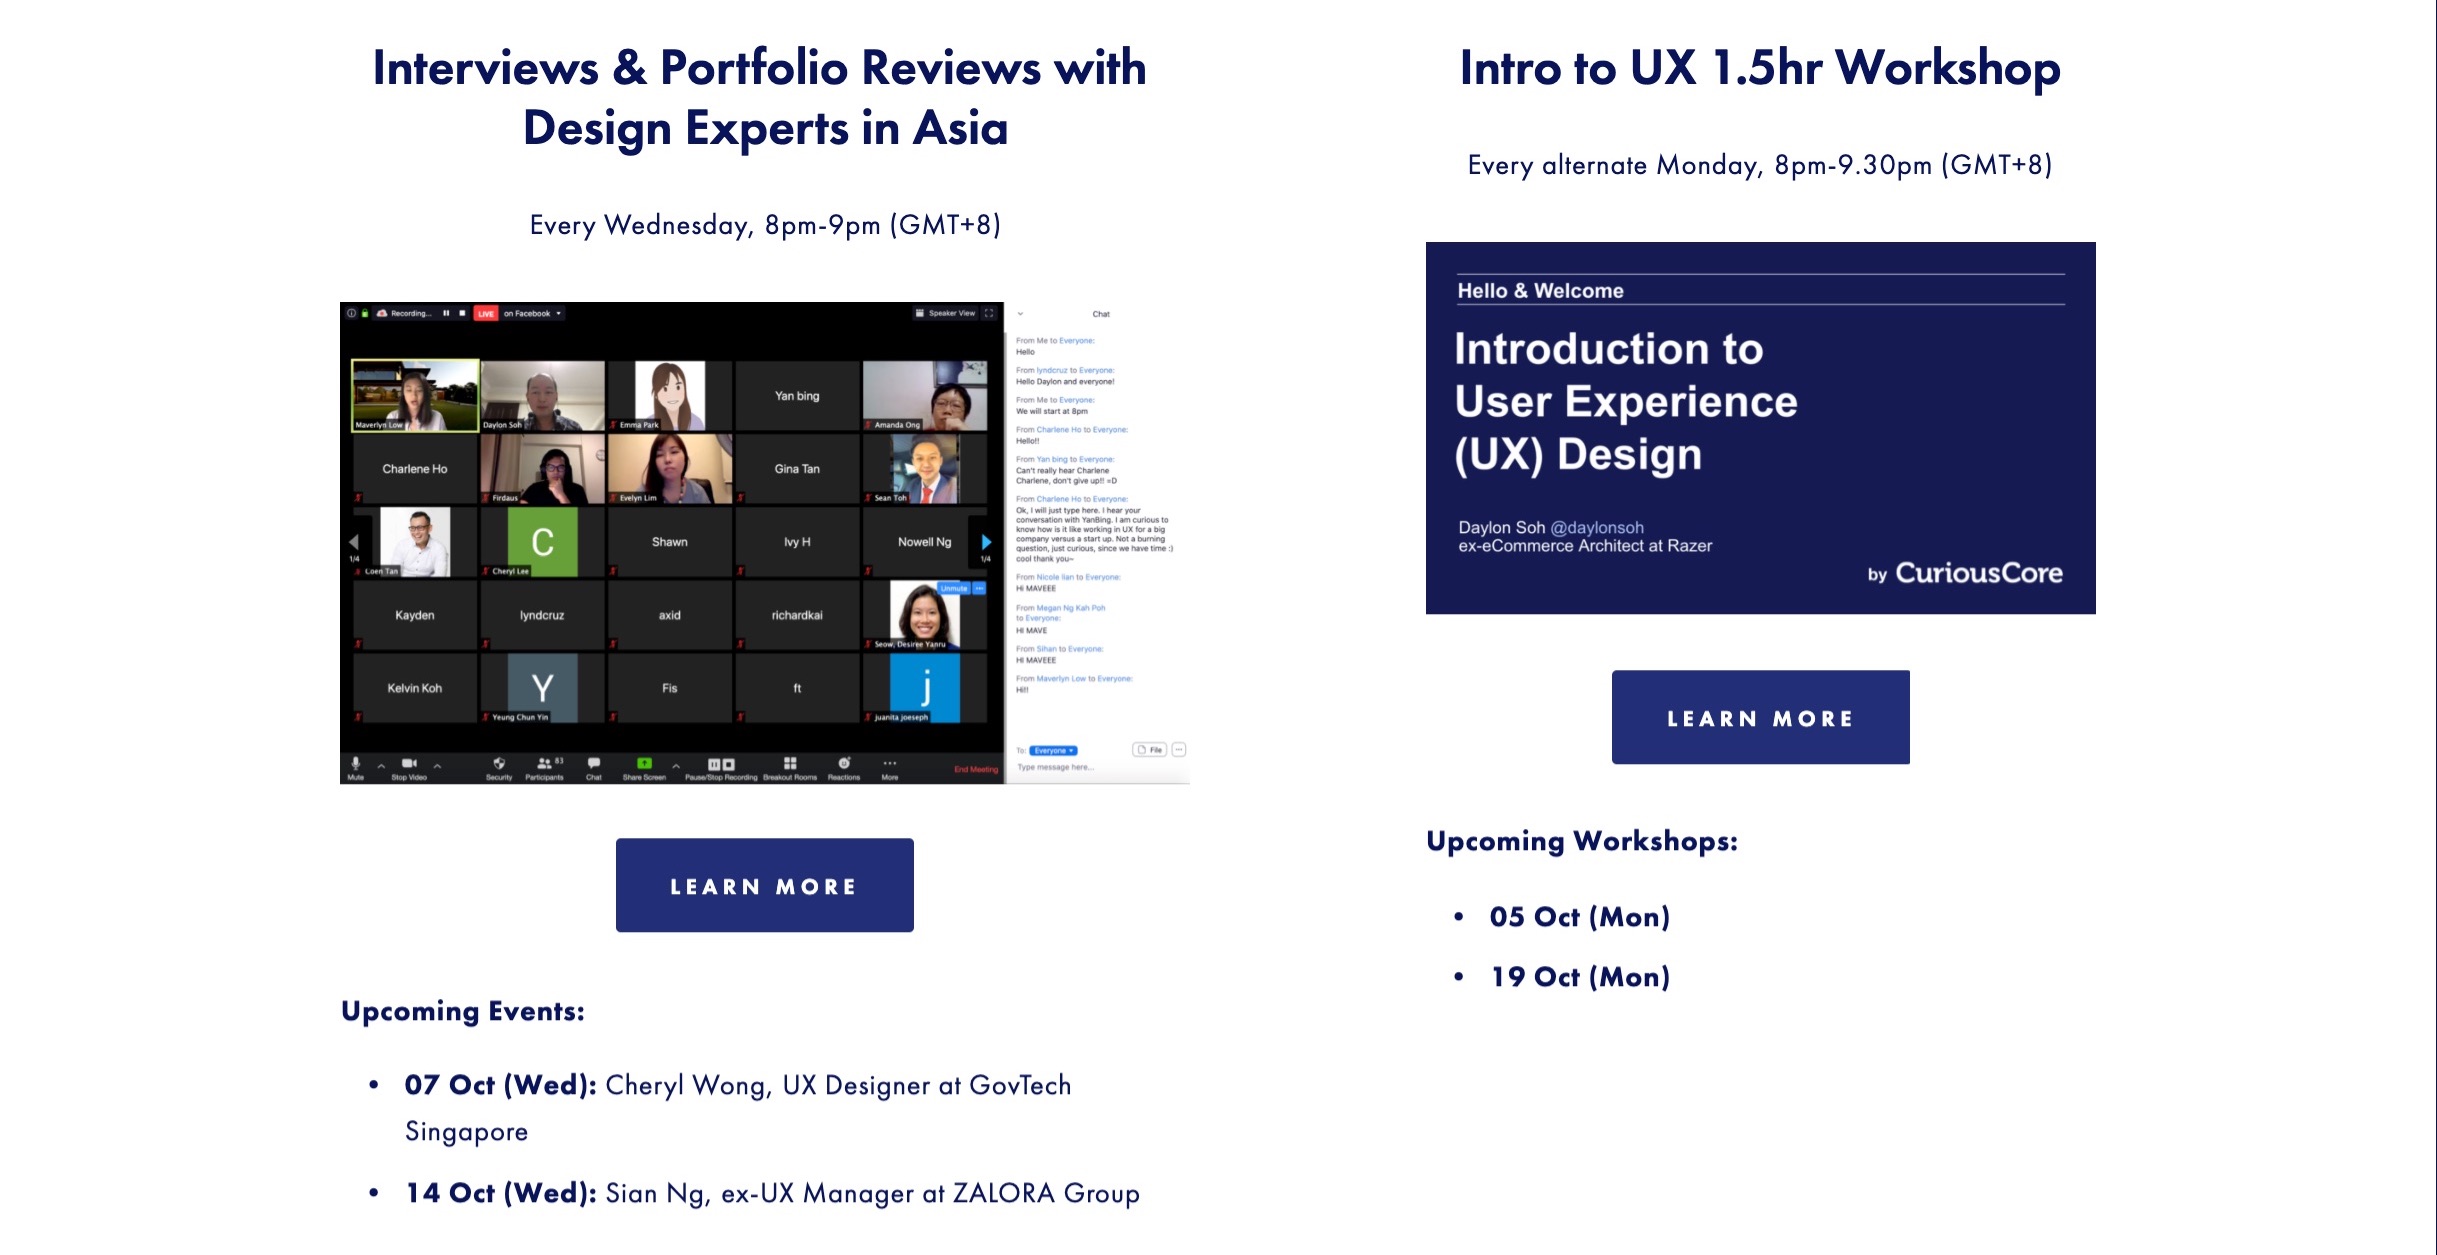 Interviews & Portfolio Reviews with
Design Experts in Asia
Every Wednesday, 8pm-9pm (GMT+8)
Recording...
LIVE
on Facebook
Speaker View
Maverlyn Low
Daylon Soh
Emma Park
Yan bing
Amanda Ong
Charlene Ho
Firdaus
Evelyn Lim
Gina Tan
Sean Toh
1/4
Coen Tan
C
Cheryl Lee
Shawn
Ivy H
Nowell Ng
1/4
Kayden
lyndcruz
axid
richardkai
Unmute
Seow, Desiree Yanru
Kelvin Koh
Y
Yeung Chun Yin
Fis
ft
j
juanita joeseph
Mute
Stop Video
Security
83
Participants
Chat
Share Screen
Pause/Stop Recording
Breakout Rooms
Reactions
More
End Meeting
Chat
From Me to Everyone:
Hello
From lyndcruz to Everyone:
Hello Daylon and everyone!
From Me to Everyone:
We will start at 8pm
From Charlene Ho to Everyone:
Hello!!
From Yan bing to Everyone:
Can't really hear Charlene
Charlene, don't give up!! =D
From Charlene Ho to Everyone:
Ok, I will just type here. I hear your
conversation with YanBing. I am curious to
know how is it like working in UX for a big
company versus a start up. Not a burning
question, just curious, since we have time :)
cool thank you~
From Nicole lian to Everyone:
Hi MAVEEE
From Megan Ng Kah Poh
to Everyone:
HI MAVE
From Sihan to Everyone:
HI MAVEEE
From Maverlyn Low to Everyone:
Hi!!
To: Everyone
File
Type message here...
LEARN MORE
Upcoming Events:
• 07 Oct (Wed): Cheryl Wong, UX Designer at GovTech
Singapore
• 14 Oct (Wed): Sian Ng, ex-UX Manager at ZALORA Group
Intro to UX 1.5hr Workshop
Every alternate Monday, 8pm-9.30pm (GMT+8)
Hello & Welcome
Introduction to
User Experience
(UX) Design
Daylon Soh @daylonsoh
ex-eCommerce Architect at Razer
by CuriousCore
LEARN MORE
Upcoming Workshops:
• 05 Oct (Mon)
• 19 Oct (Mon)